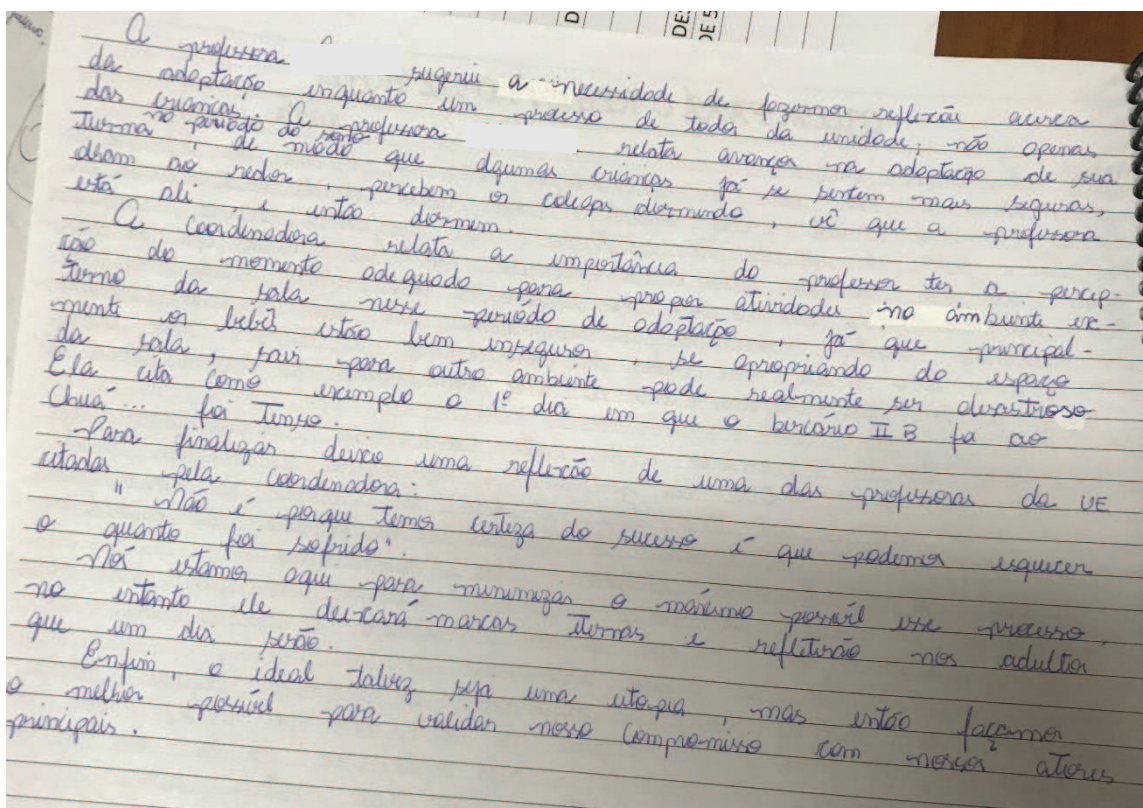 D
DES
DE 5
A professora sugeriu a necessidade de fazermos reflexão acerca
da adaptação enquanto um processo de toda da unidade, não apenas
das crianças. A professora relata avanços na adaptação de sua
turma no período do sono, de modo que algumas crianças já se sentem mais seguras,
olham ao redor, percebem os colegas dormindo, vê que a professora
está ali e então dormem.
A coordenadora relata a importância do professor ter a percep-
ção do momento adequado para propor atividades no ambiente ex-
terno da sala nesse período de adaptação, já que principal-
mente os bebês estão bem inseguros, se apropriando do espaço
da sala, sair para outro ambiente pode realmente ser desastroso
Ela cita como exemplo o 1º dia em que o berçário II B foi ao
Chuá... foi tenso.
Para finalizar deixo uma reflexão de uma das professoras da UE
citadas pela coordenadora:
" Não é porque temos certeza do sucesso é que podemos esquecer
o quanto foi sofrido".
Nós estamos aqui para minimizar o máximo possível esse processo,
no entanto ele deixará marcas ternas e refletirão nos adultos
que um dia serão.
Enfim, o ideal talvez seja uma utopia, mas então façamos
o melhor possível para validar nosso compromisso com nossos atores
principais.